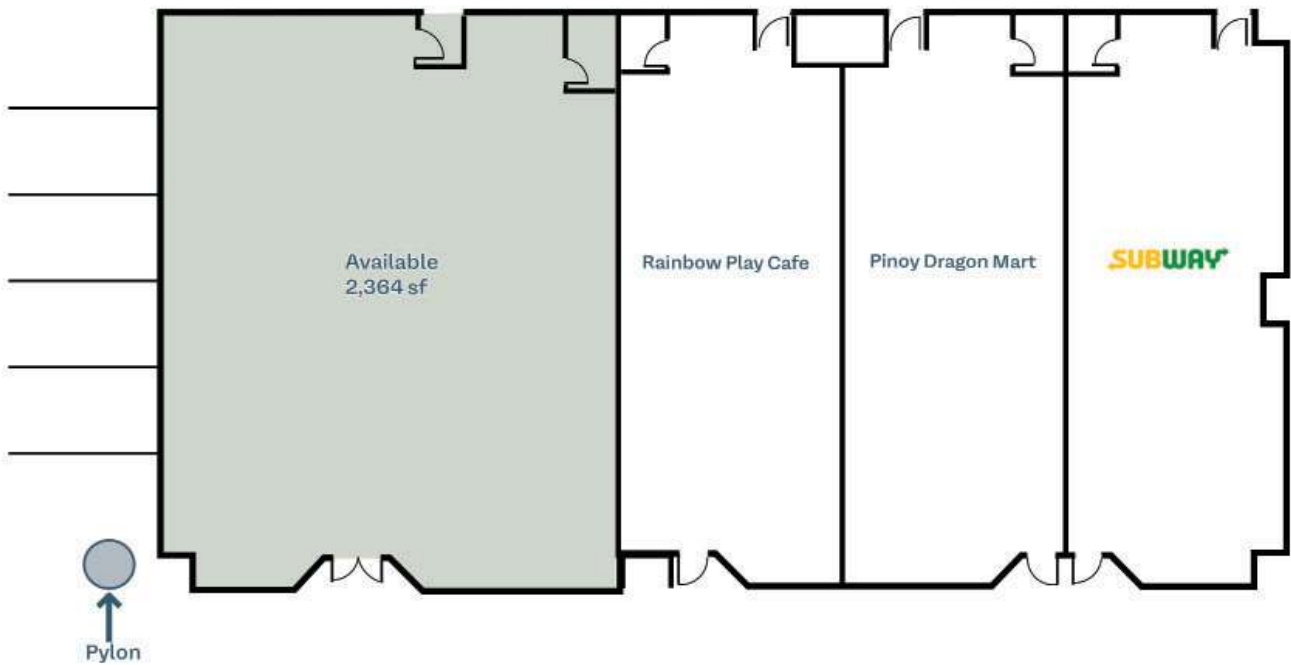 Available
2,364 sf
Rainbow Play Cafe
Pinoy Dragon Mart
SUBWAY
Pylon